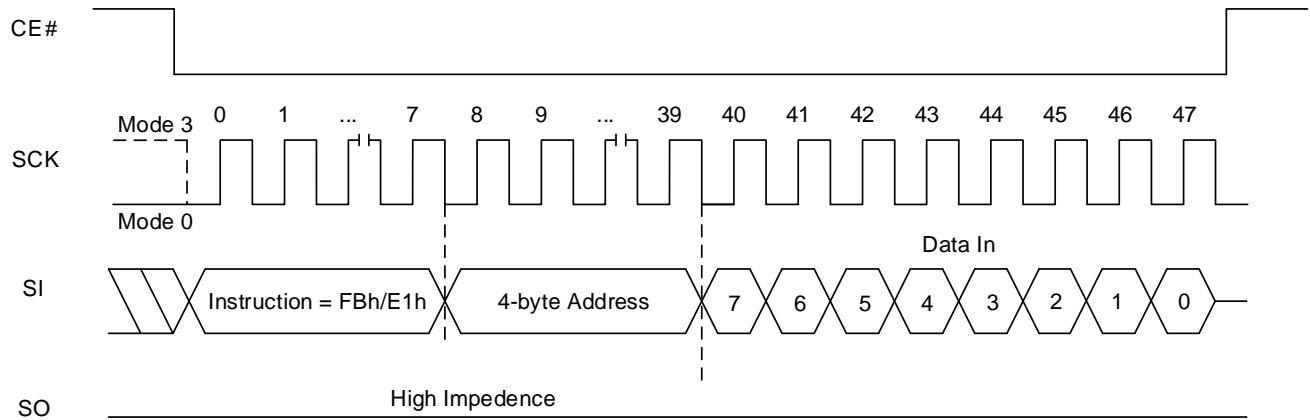 CE#
0 1 ... 7 8 9 ... 39 40 41 42 43 44 45 46 47
Mode 3
SCK
Mode 0
Data In
SI
Instruction = FBh/E1h 4-byte Address 7 6 5 4 3 2 1 0
High Impedence
SO